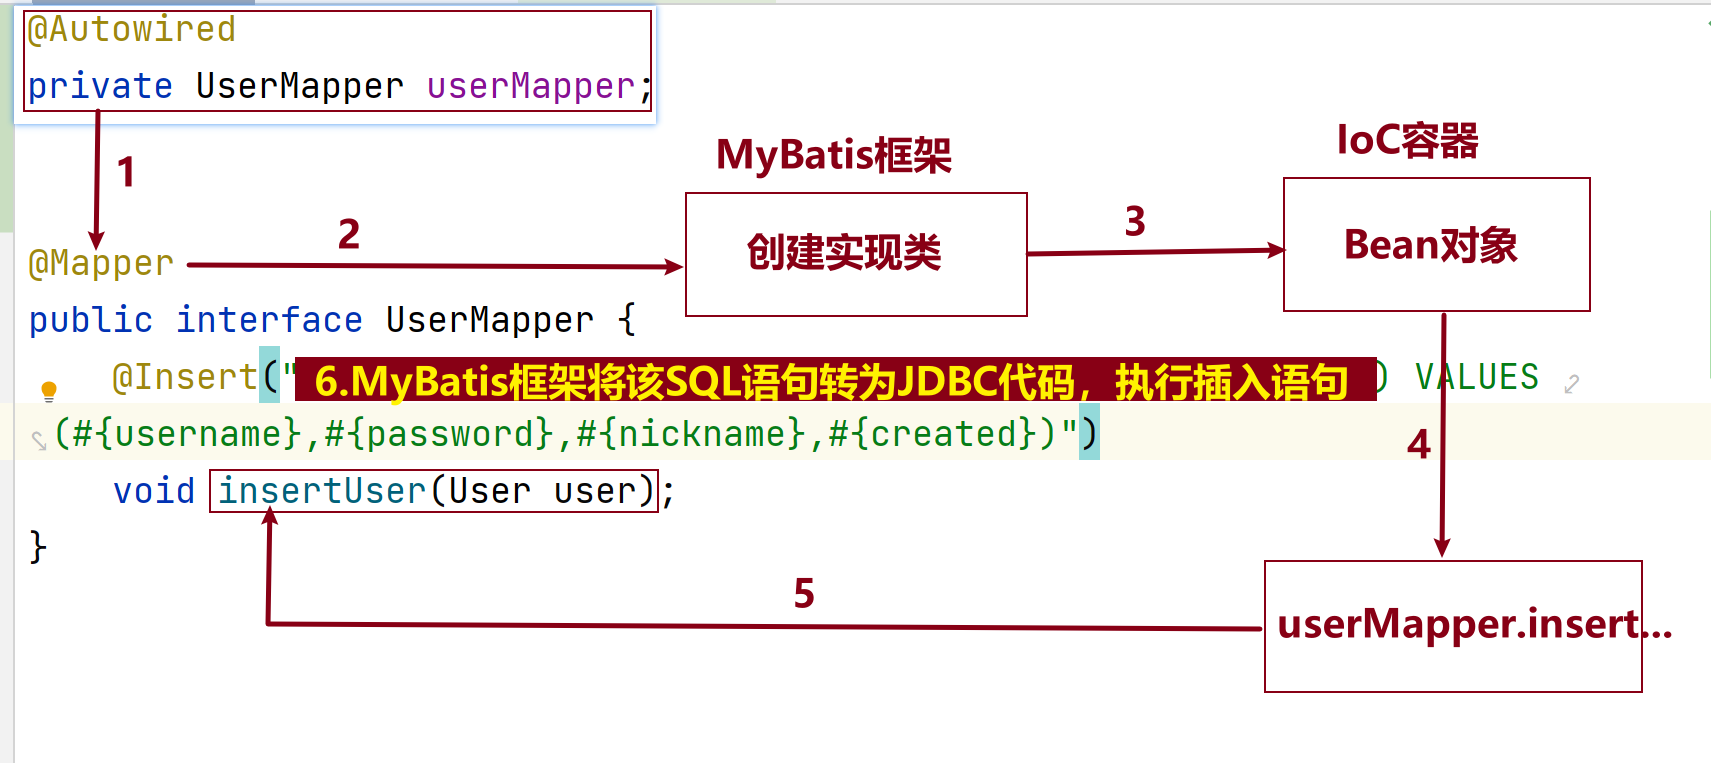 @Autowired
private UserMapper userMapper;
1
MyBatis框架
IoC容器
2
创建实现类
3
Bean对象
@Mapper
public interface UserMapper {
@Insert("
6.MyBatis框架将该SQL语句转为JDBC代码，执行插入语句
) VALUES
(#{username},#{password},#{nickname},#{created})")
4
void insertUser(User user);
}
5
userMapper.insert...